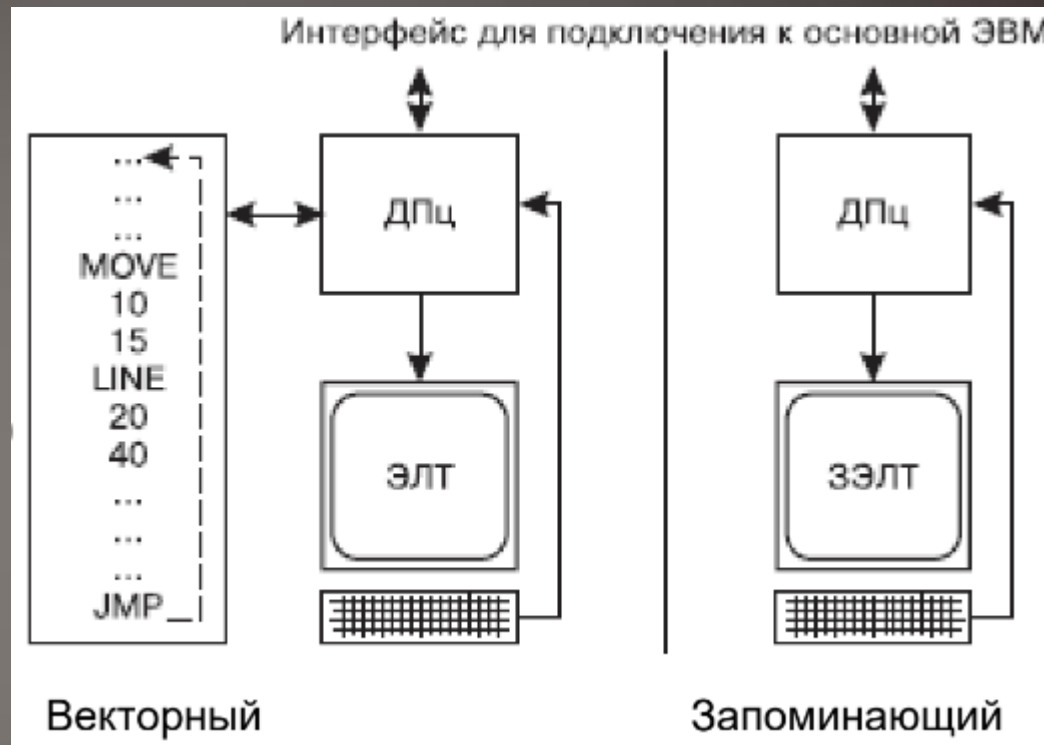 Интерфейс для подключения к основной ЭВМ
...
...
...
MOVE
10
15
LINE
20
40
...
...
...
JMP
ДПц
ЭЛТ
ДПц
ЗЭЛТ
Векторный
Запоминающий